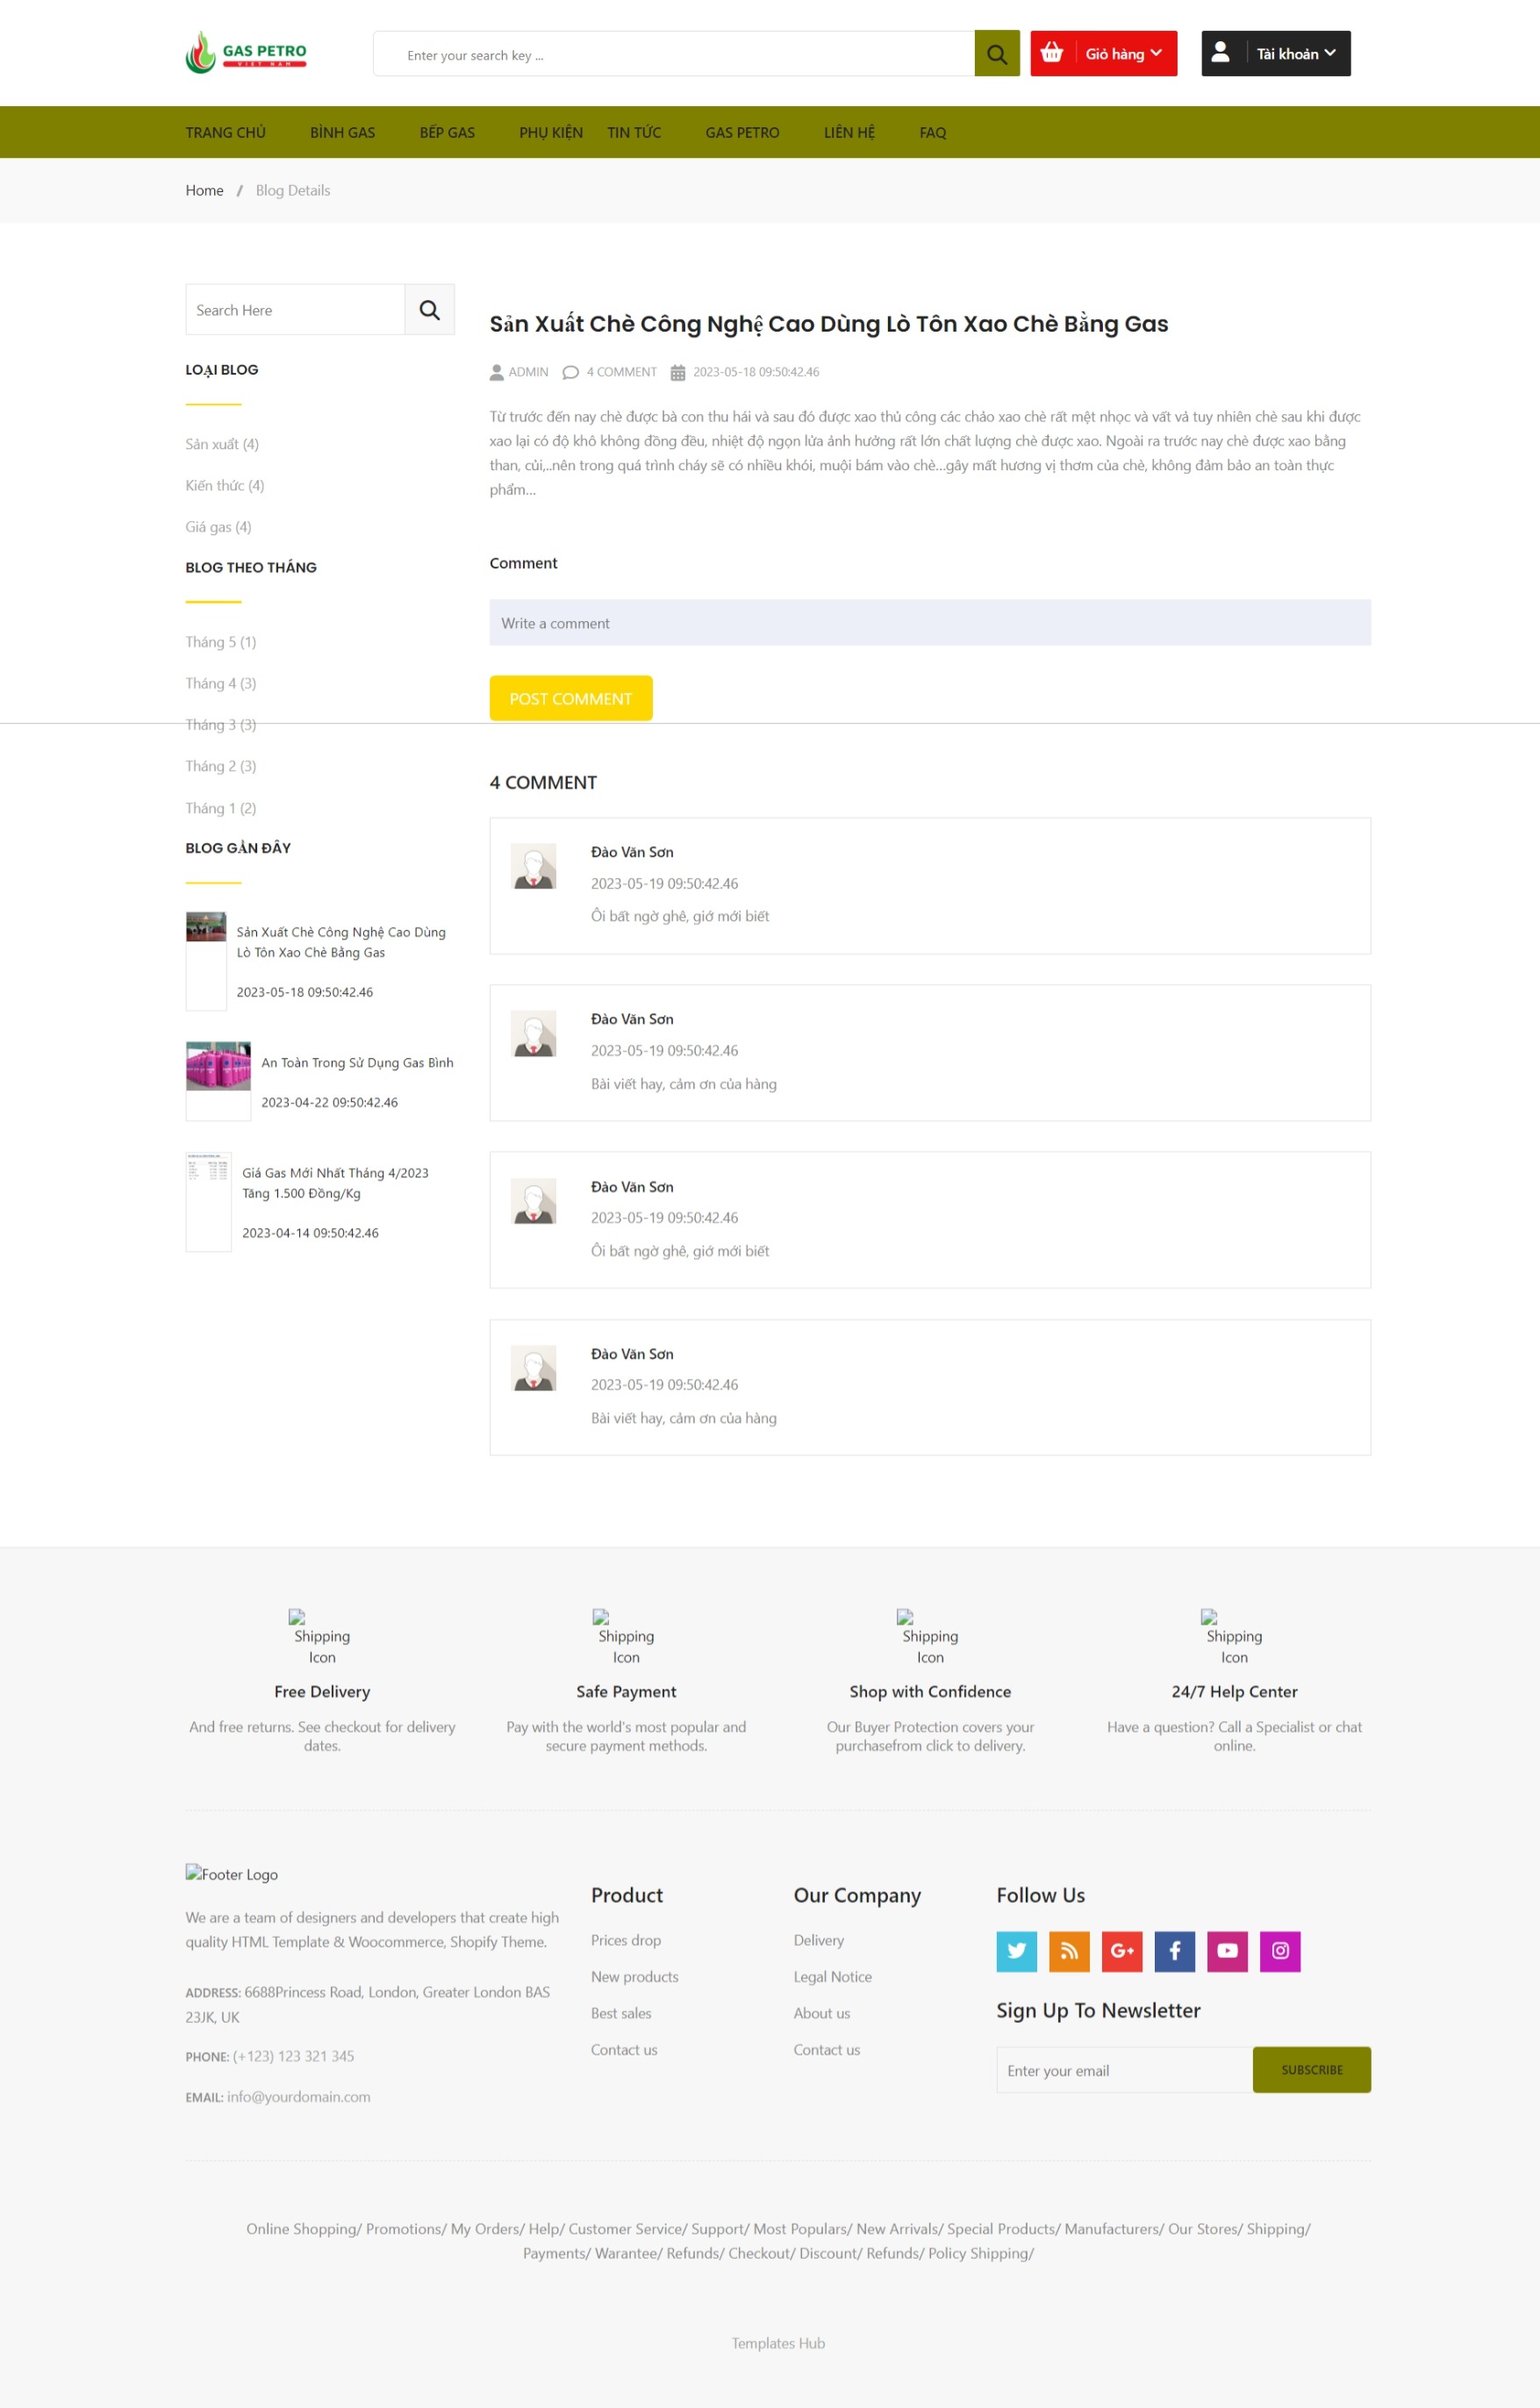 GAS PETRO
VIET NAM
Enter your search key ...
Giỏ hàng
Tài khoản
TRANG CHỦ
BÌNH GAS
BẾP GAS
PHỤ KIỆN
TIN TỨC
GAS PETRO
LIÊN HỆ
FAQ
Home / Blog Details
Search Here
LOẠI BLOG
Sản xuất (4)
Kiến thức (4)
Giá gas (4)
BLOG THEO THÁNG
Tháng 5 (1)
Tháng 4 (3)
Tháng 3 (3)
Tháng 2 (3)
Tháng 1 (2)
BLOG GẦN ĐÂY
Sản Xuất Chè Công Nghệ Cao Dùng
Lò Tôn Xao Chè Bằng Gas
2023-05-18 09:50:42.46
An Toàn Trong Sử Dụng Gas Bình
2023-04-22 09:50:42.46
Giá Gas Mới Nhất Tháng 4/2023
Tăng 1.500 Đồng/Kg
2023-04-14 09:50:42.46
Sản Xuất Chè Công Nghệ Cao Dùng Lò Tôn Xao Chè Bằng Gas
ADMIN 4 COMMENT 2023-05-18 09:50:42.46
Từ trước đến nay chè được bà con thu hái và sau đó được xao thủ công các chảo xao chè rất mệt nhọc và vất vả tuy nhiên chè sau khi được
xao lại có độ khô không đồng đều, nhiệt độ ngọn lửa ảnh hưởng rất lớn chất lượng chè được xao. Ngoài ra trước nay chè được xao bằng
than, củi,..nên trong quá trình cháy sẽ có nhiều khói, muội bám vào chè...gây mất hương vị thơm của chè, không đảm bảo an toàn thực
phẩm...
Comment
Write a comment
POST COMMENT
4 COMMENT
Đào Văn Sơn
2023-05-19 09:50:42.46
Ôi bất ngờ ghê, giớ mới biết
Đào Văn Sơn
2023-05-19 09:50:42.46
Bài viết hay, cảm ơn của hàng
Đào Văn Sơn
2023-05-19 09:50:42.46
Ôi bất ngờ ghê, giớ mới biết
Đào Văn Sơn
2023-05-19 09:50:42.46
Bài viết hay, cảm ơn của hàng
Shipping
Icon
Free Delivery
And free returns. See checkout for delivery
dates.
Shipping
Icon
Safe Payment
Pay with the world's most popular and
secure payment methods.
Shipping
Icon
Shop with Confidence
Our Buyer Protection covers your
purchasefrom click to delivery.
Shipping
Icon
24/7 Help Center
Have a question? Call a Specialist or chat
online.
Footer Logo
We are a team of designers and developers that create high
quality HTML Template & Woocommerce, Shopify Theme.
ADDRESS: 6688Princess Road, London, Greater London BAS
23JK, UK
PHONE: (+123) 123 321 345
EMAIL: info@yourdomain.com
Product
Prices drop
New products
Best sales
Contact us
Our Company
Delivery
Legal Notice
About us
Contact us
Follow Us
Sign Up To Newsletter
Enter your email
SUBSCRIBE
Online Shopping/ Promotions/ My Orders/ Help/ Customer Service/ Support/ Most Populars/ New Arrivals/ Special Products/ Manufacturers/ Our Stores/ Shipping/
Payments/ Warantee/ Refunds/ Checkout/ Discount/ Refunds/ Policy Shipping/
Templates Hub